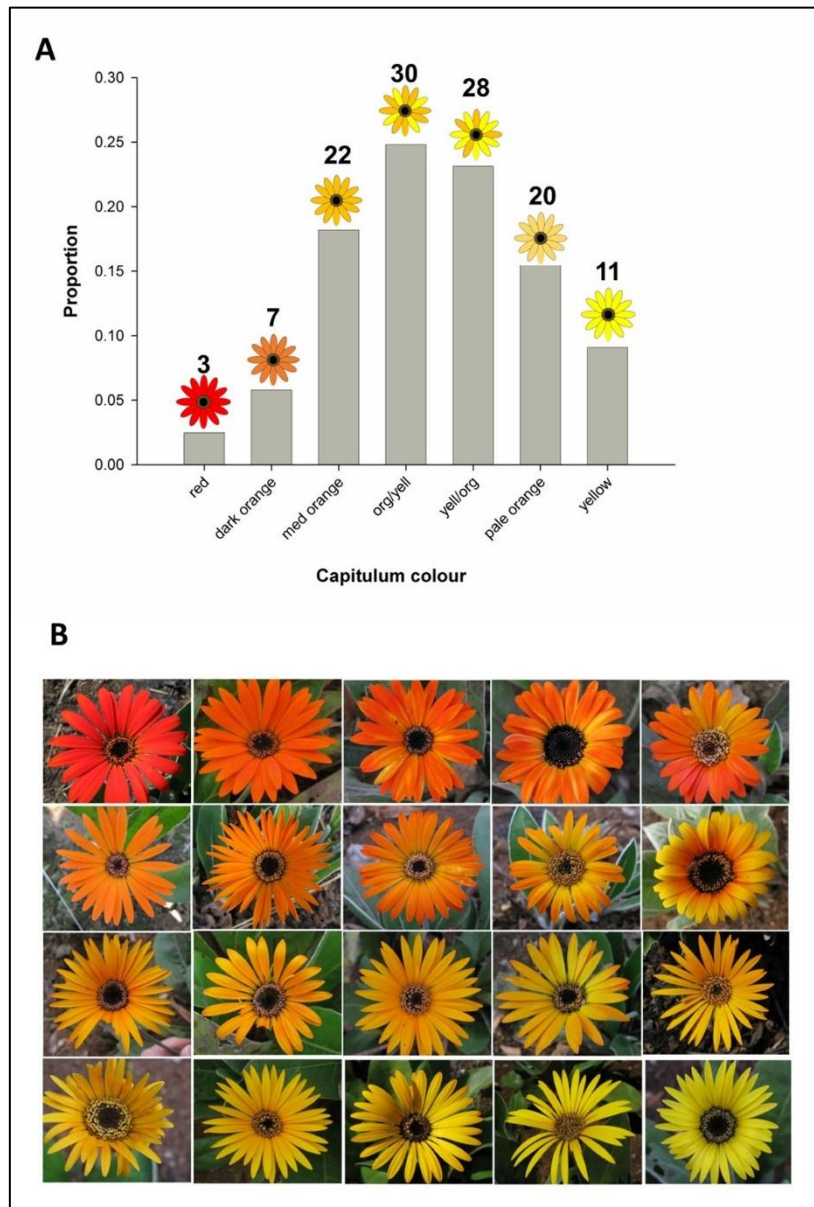 A
0.30
0.25
0.20
0.15
0.10
0.05
0.00
Proportion
3
7
22
30
28
20
11
red
dark orange
med orange
org/yell
yell/org
pale orange
yellow
Capitulum colour
B